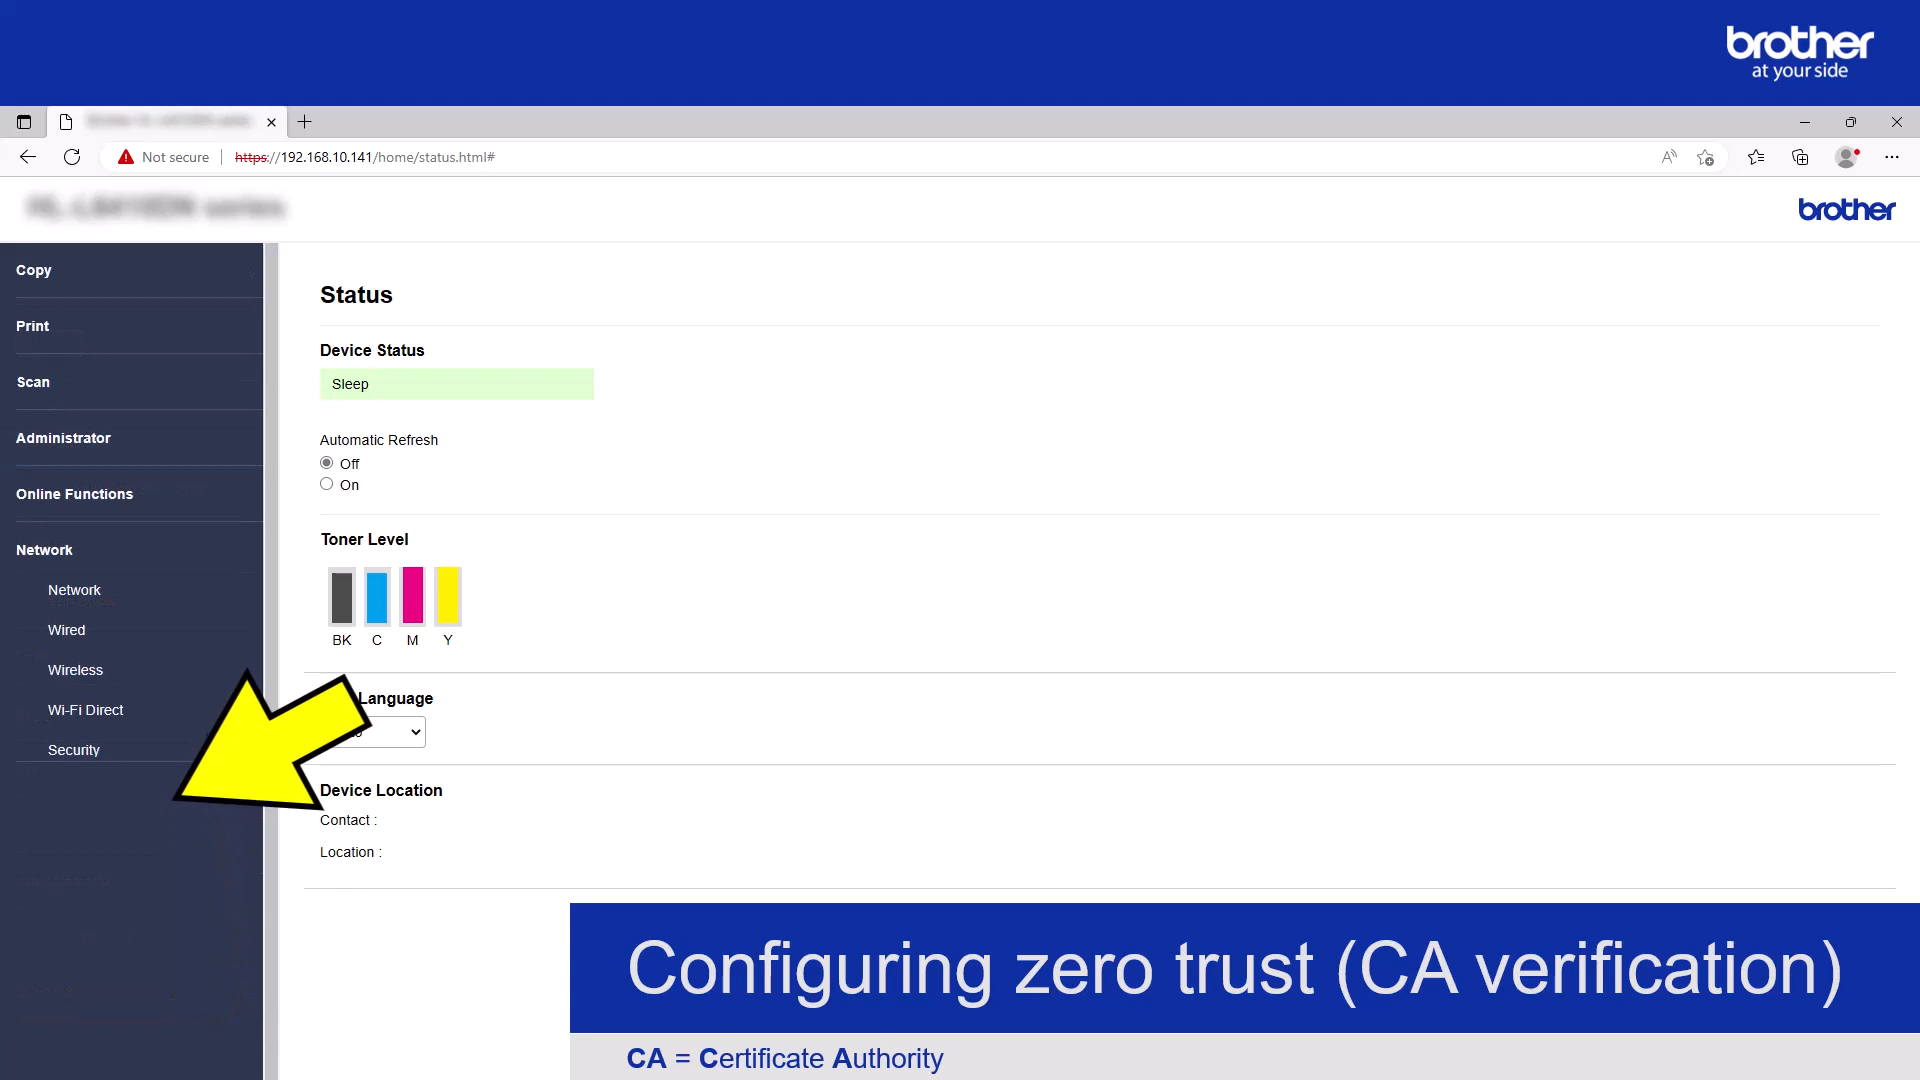 brother
at your side
Not secure
https://192.168.10.141/home/status.html#
brother
Copy
Print
Scan
Administrator
Online Functions
Network
Network
Wired
Wireless
Wi-Fi Direct
Security
Status
Device Status
Sleep
Automatic Refresh
Off
On
Toner Level
BK C M Y
Language
Device Location
Contact :
Location :
Configuring zero trust (CA verification)
CA = Certificate Authority